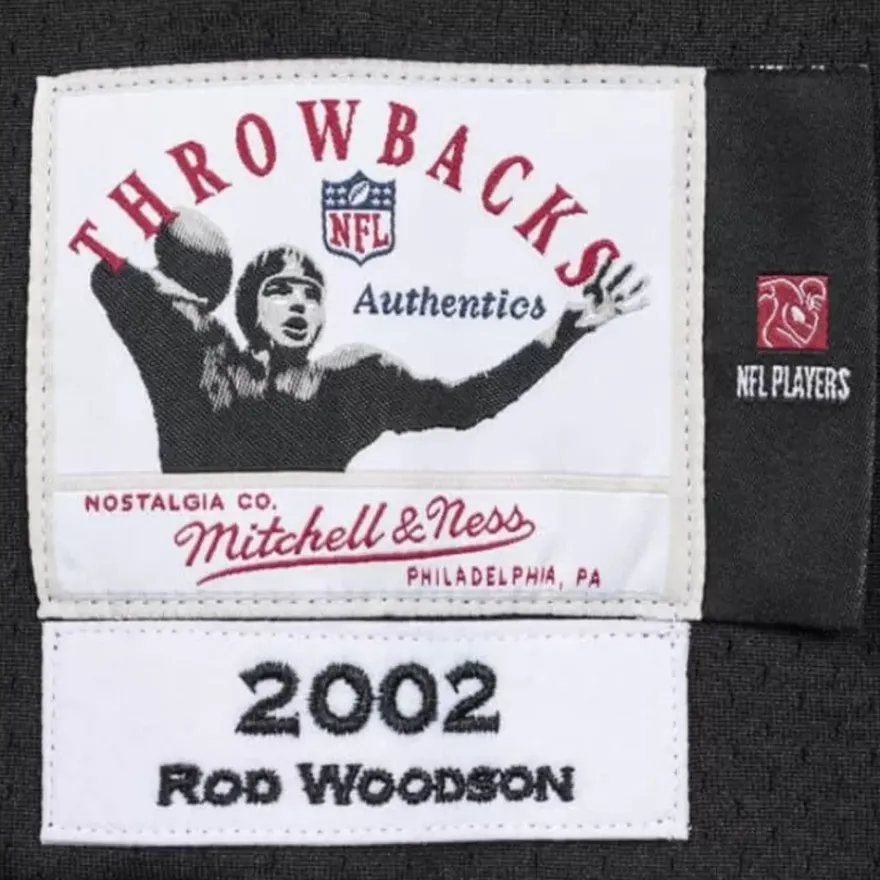 THROWBACKS
NFL
Authentics
NFL PLAYERS
NOSTALGIA CO.
Mitchell & Ness
PHILADELPHIA, PA
2002
ROD WOODSON